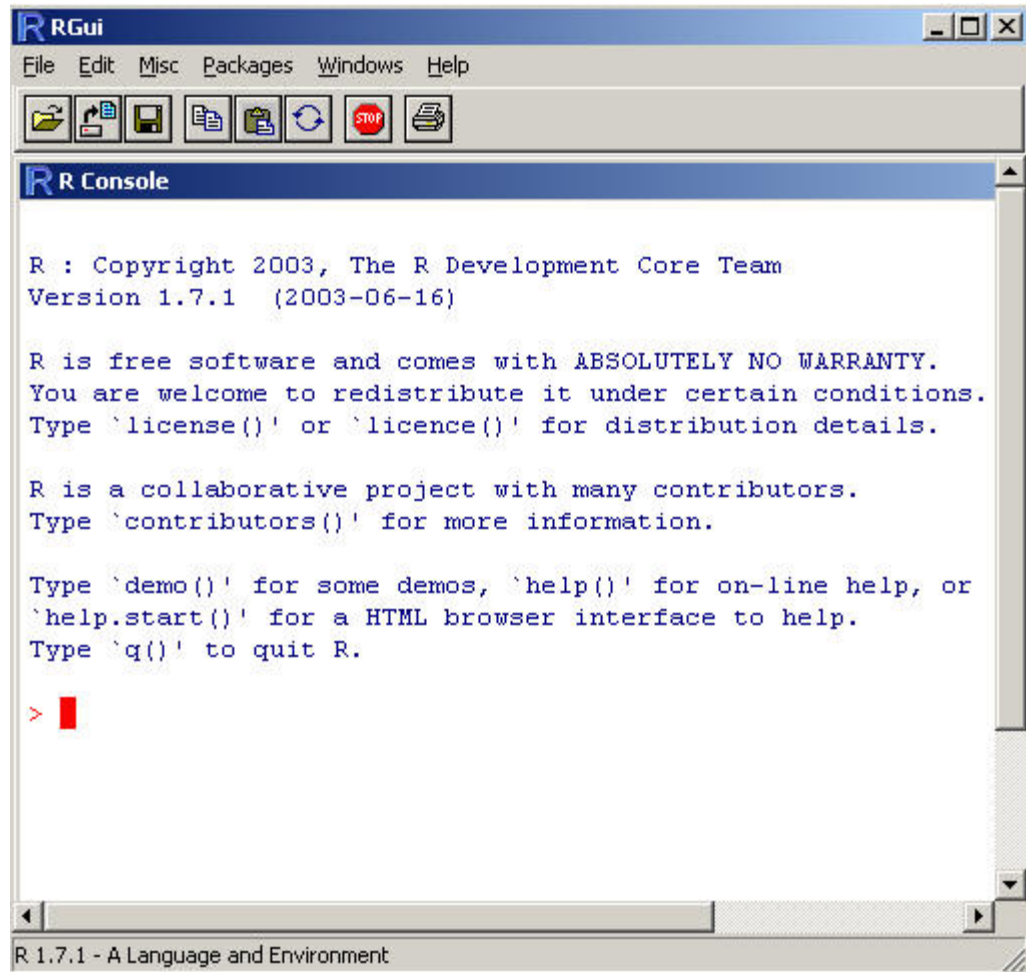 RGui
File Edit Misc Packages Windows Help
STOP
R Console
R : Copyright 2003, The R Development Core Team
Version 1.7.1  (2003-06-16)
R is free software and comes with ABSOLUTELY NO WARRANTY.
You are welcome to redistribute it under certain conditions.
Type `license()' or `licence()' for distribution details.
R is a collaborative project with many contributors.
Type `contributors()' for more information.
Type `demo()' for some demos, `help()' for on-line help, or
`help.start()' for a HTML browser interface to help.
Type `q()' to quit R.
>
R 1.7.1 - A Language and Environment